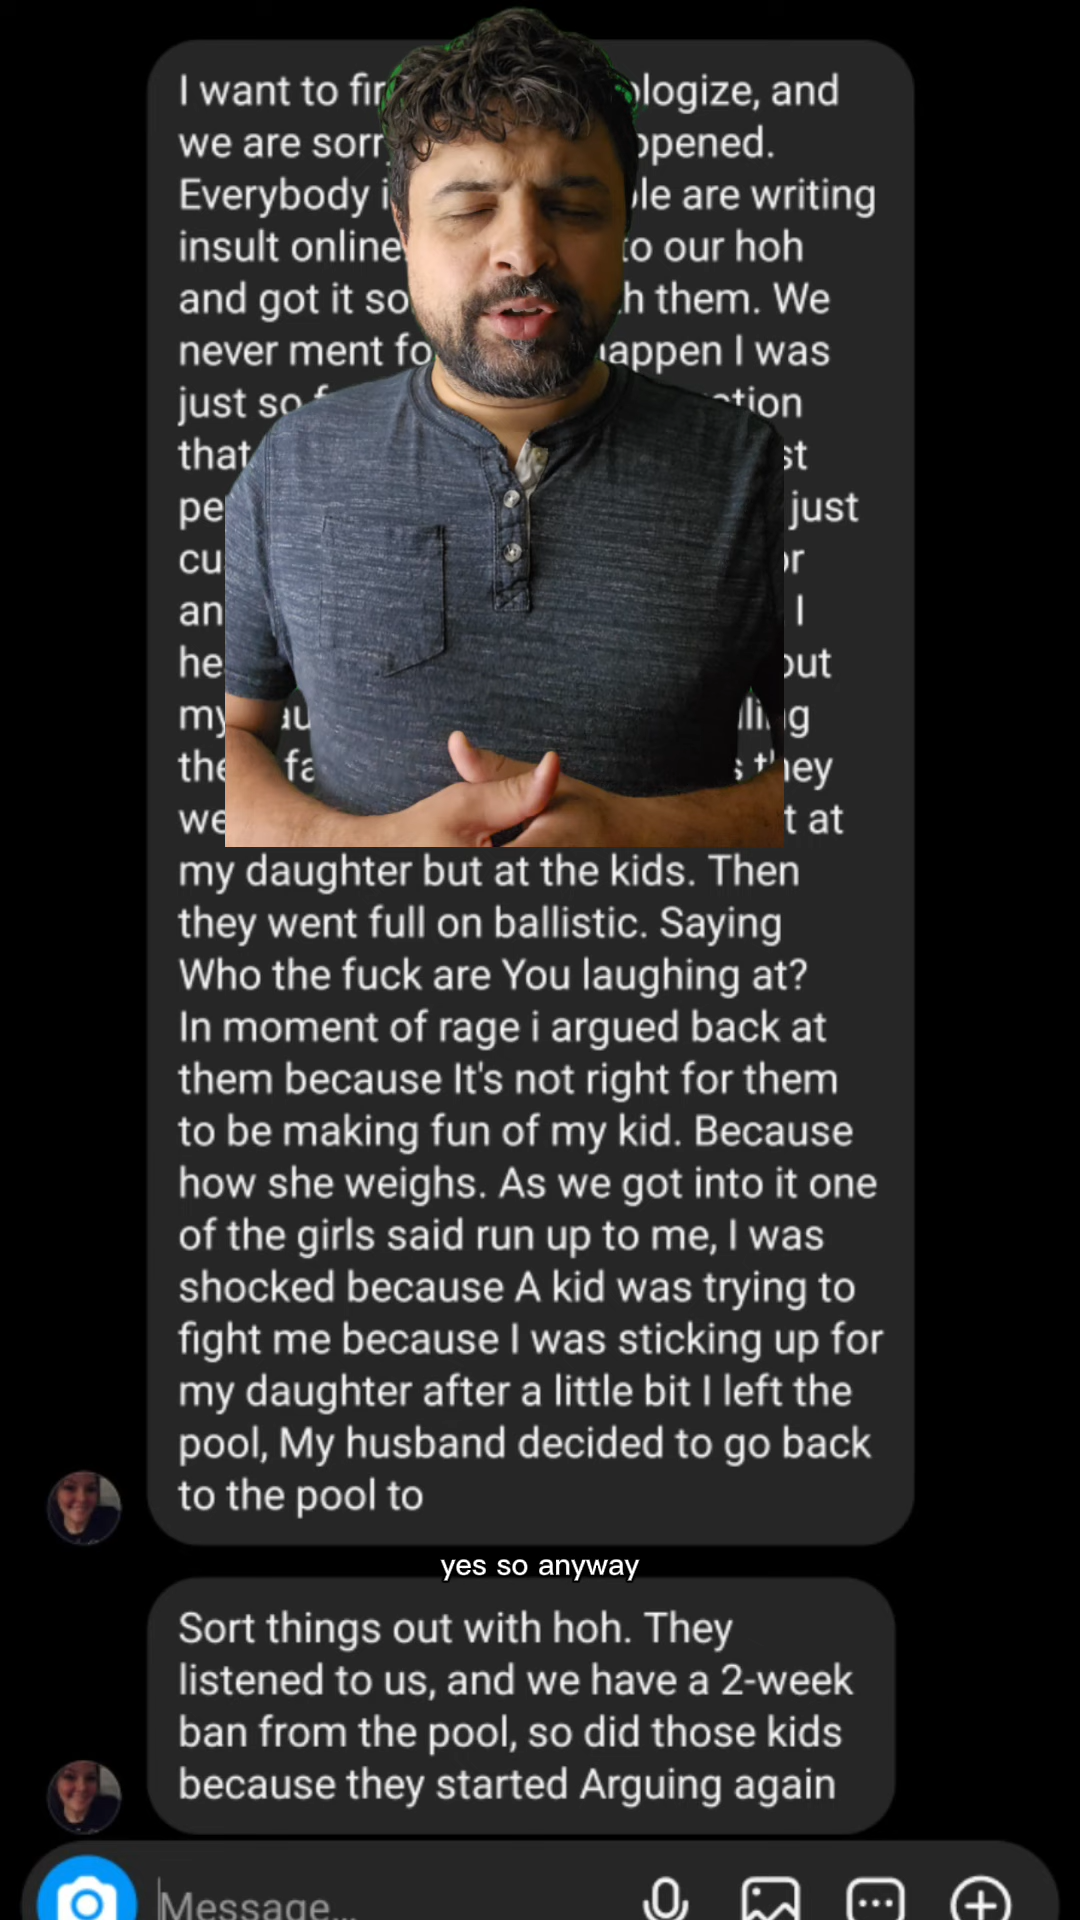 I want to fir ologize, and
we are sorr ppened.
Everybody i le are writing
insult online to our hoh
and got it so h them. We
never ment fo appen I was
just so f ction
that st
pe just
cu or
an I
he out
my au lling
the fa s they
we t at
my daughter but at the kids. Then
they went full on ballistic. Saying
Who the fuck are You laughing at?
In moment of rage i argued back at
them because It's not right for them
to be making fun of my kid. Because
how she weighs. As we got into it one
of the girls said run up to me, I was
shocked because A kid was trying to
fight me because I was sticking up for
my daughter after a little bit I left the
pool, My husband decided to go back
to the pool to
yes so anyway
Sort things out with hoh. They
listened to us, and we have a 2-week
ban from the pool, so did those kids
because they started Arguing again
Message...